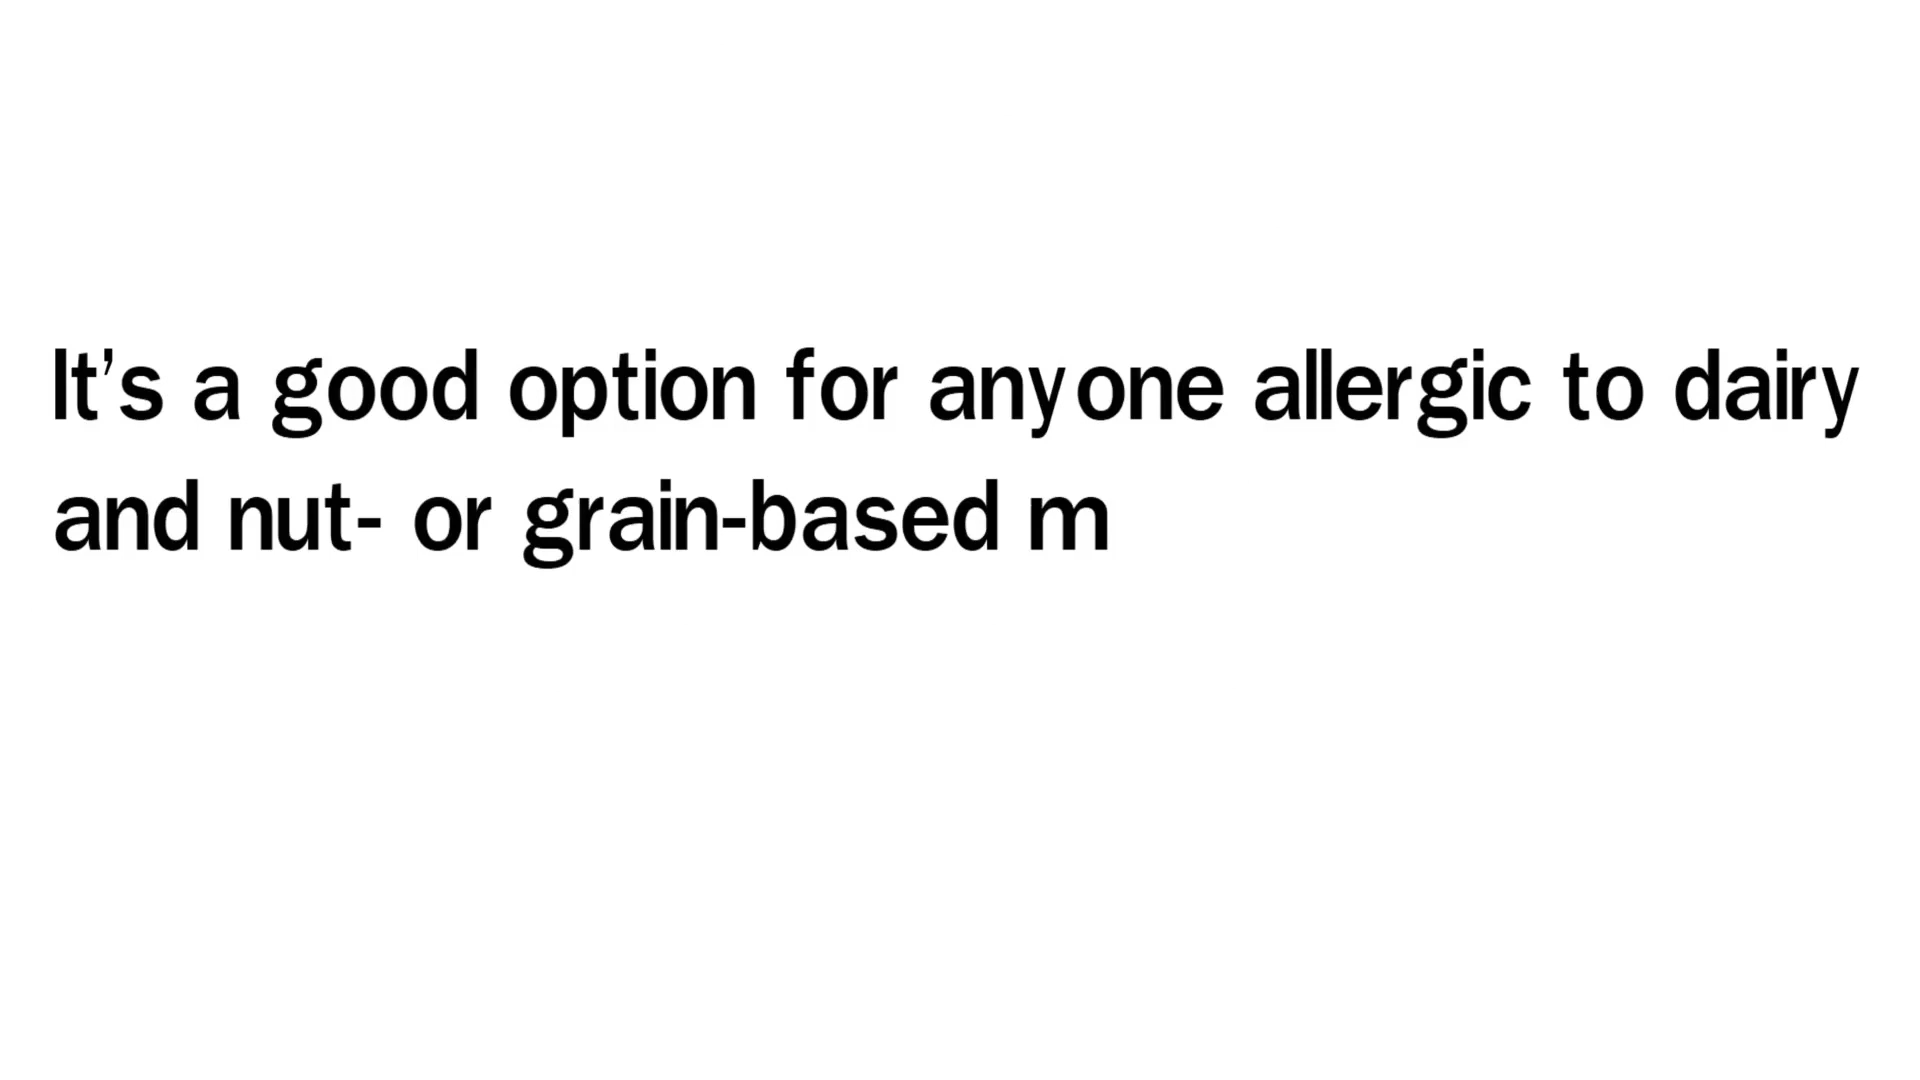 It’s a good option for anyone allergic to dairy
and nut- or grain-based m